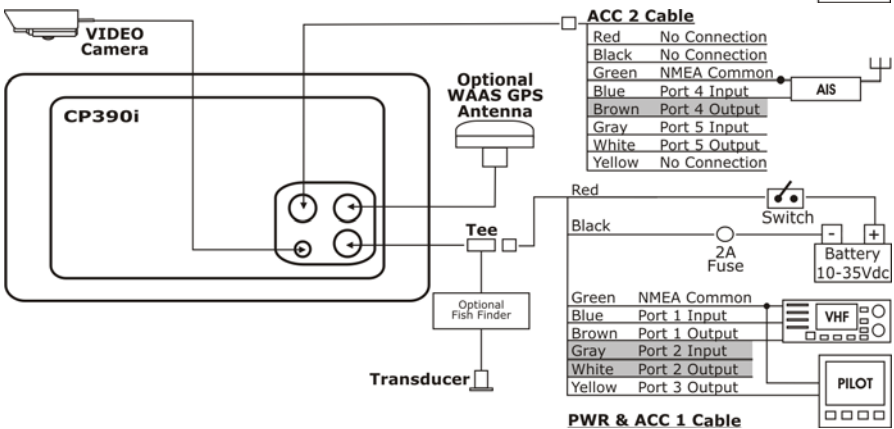 VIDEO
Camera
CP390i
Optional
WAAS GPS
Antenna
Tee
Optional
Fish Finder
Transducer
ACC 2 Cable
Red No Connection
Black No Connection
Green NMEA Common
Blue Port 4 Input
Brown Port 4 Output
Gray Port 5 Input
White Port 5 Output
Yellow No Connection
AIS
Red
Switch
Black
2A
Fuse
- +
Battery
10-35Vdc
Green NMEA Common
Blue Port 1 Input
Brown Port 1 Output
Gray Port 2 Input
White Port 2 Output
Yellow Port 3 Output
VHF
PILOT
PWR & ACC 1 Cable